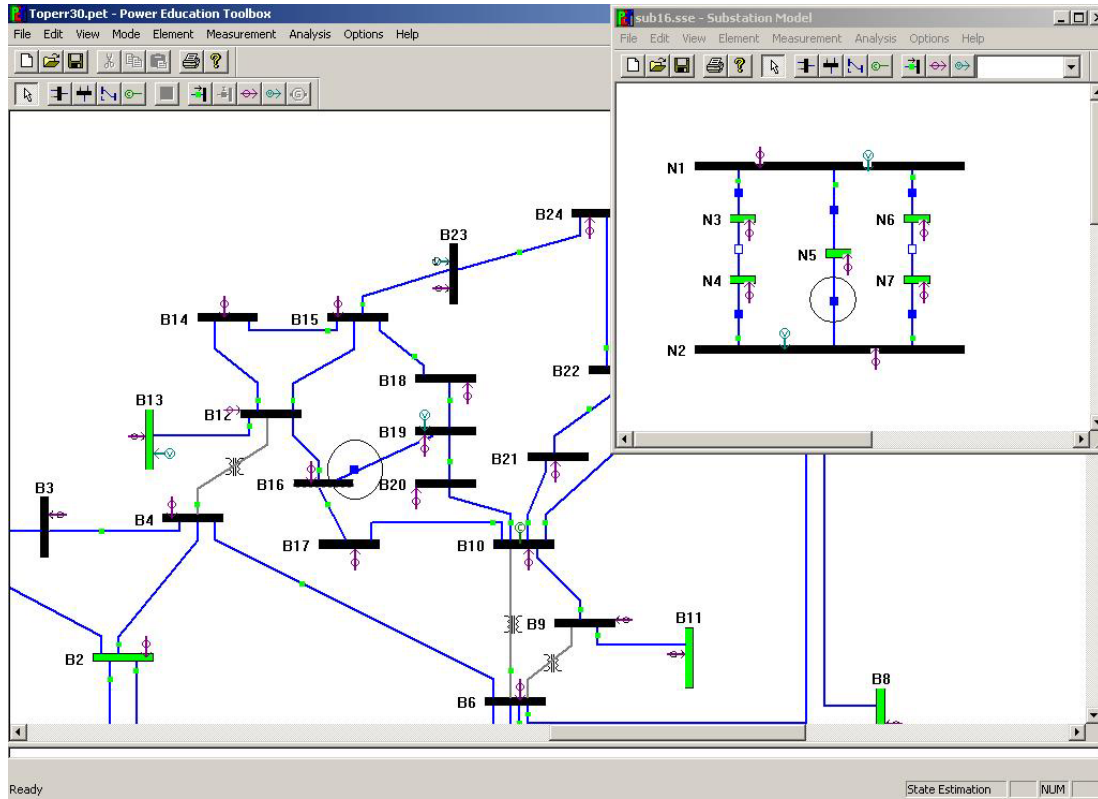 Toperr30.pet - Power Education Toolbox
File Edit View Mode Element Measurement Analysis Options Help
sub16.sse - Substation Model
File Edit View Element Measurement Analysis Options Help
N1
N3
N6
N5
N4
N7
N2
B24
B23
B14
B15
B22
B18
B13
B12
B19
B21
B16
B20
B3
B4
B17
B10
B9
B11
B2
B6
B8
Ready
State Estimation
NUM